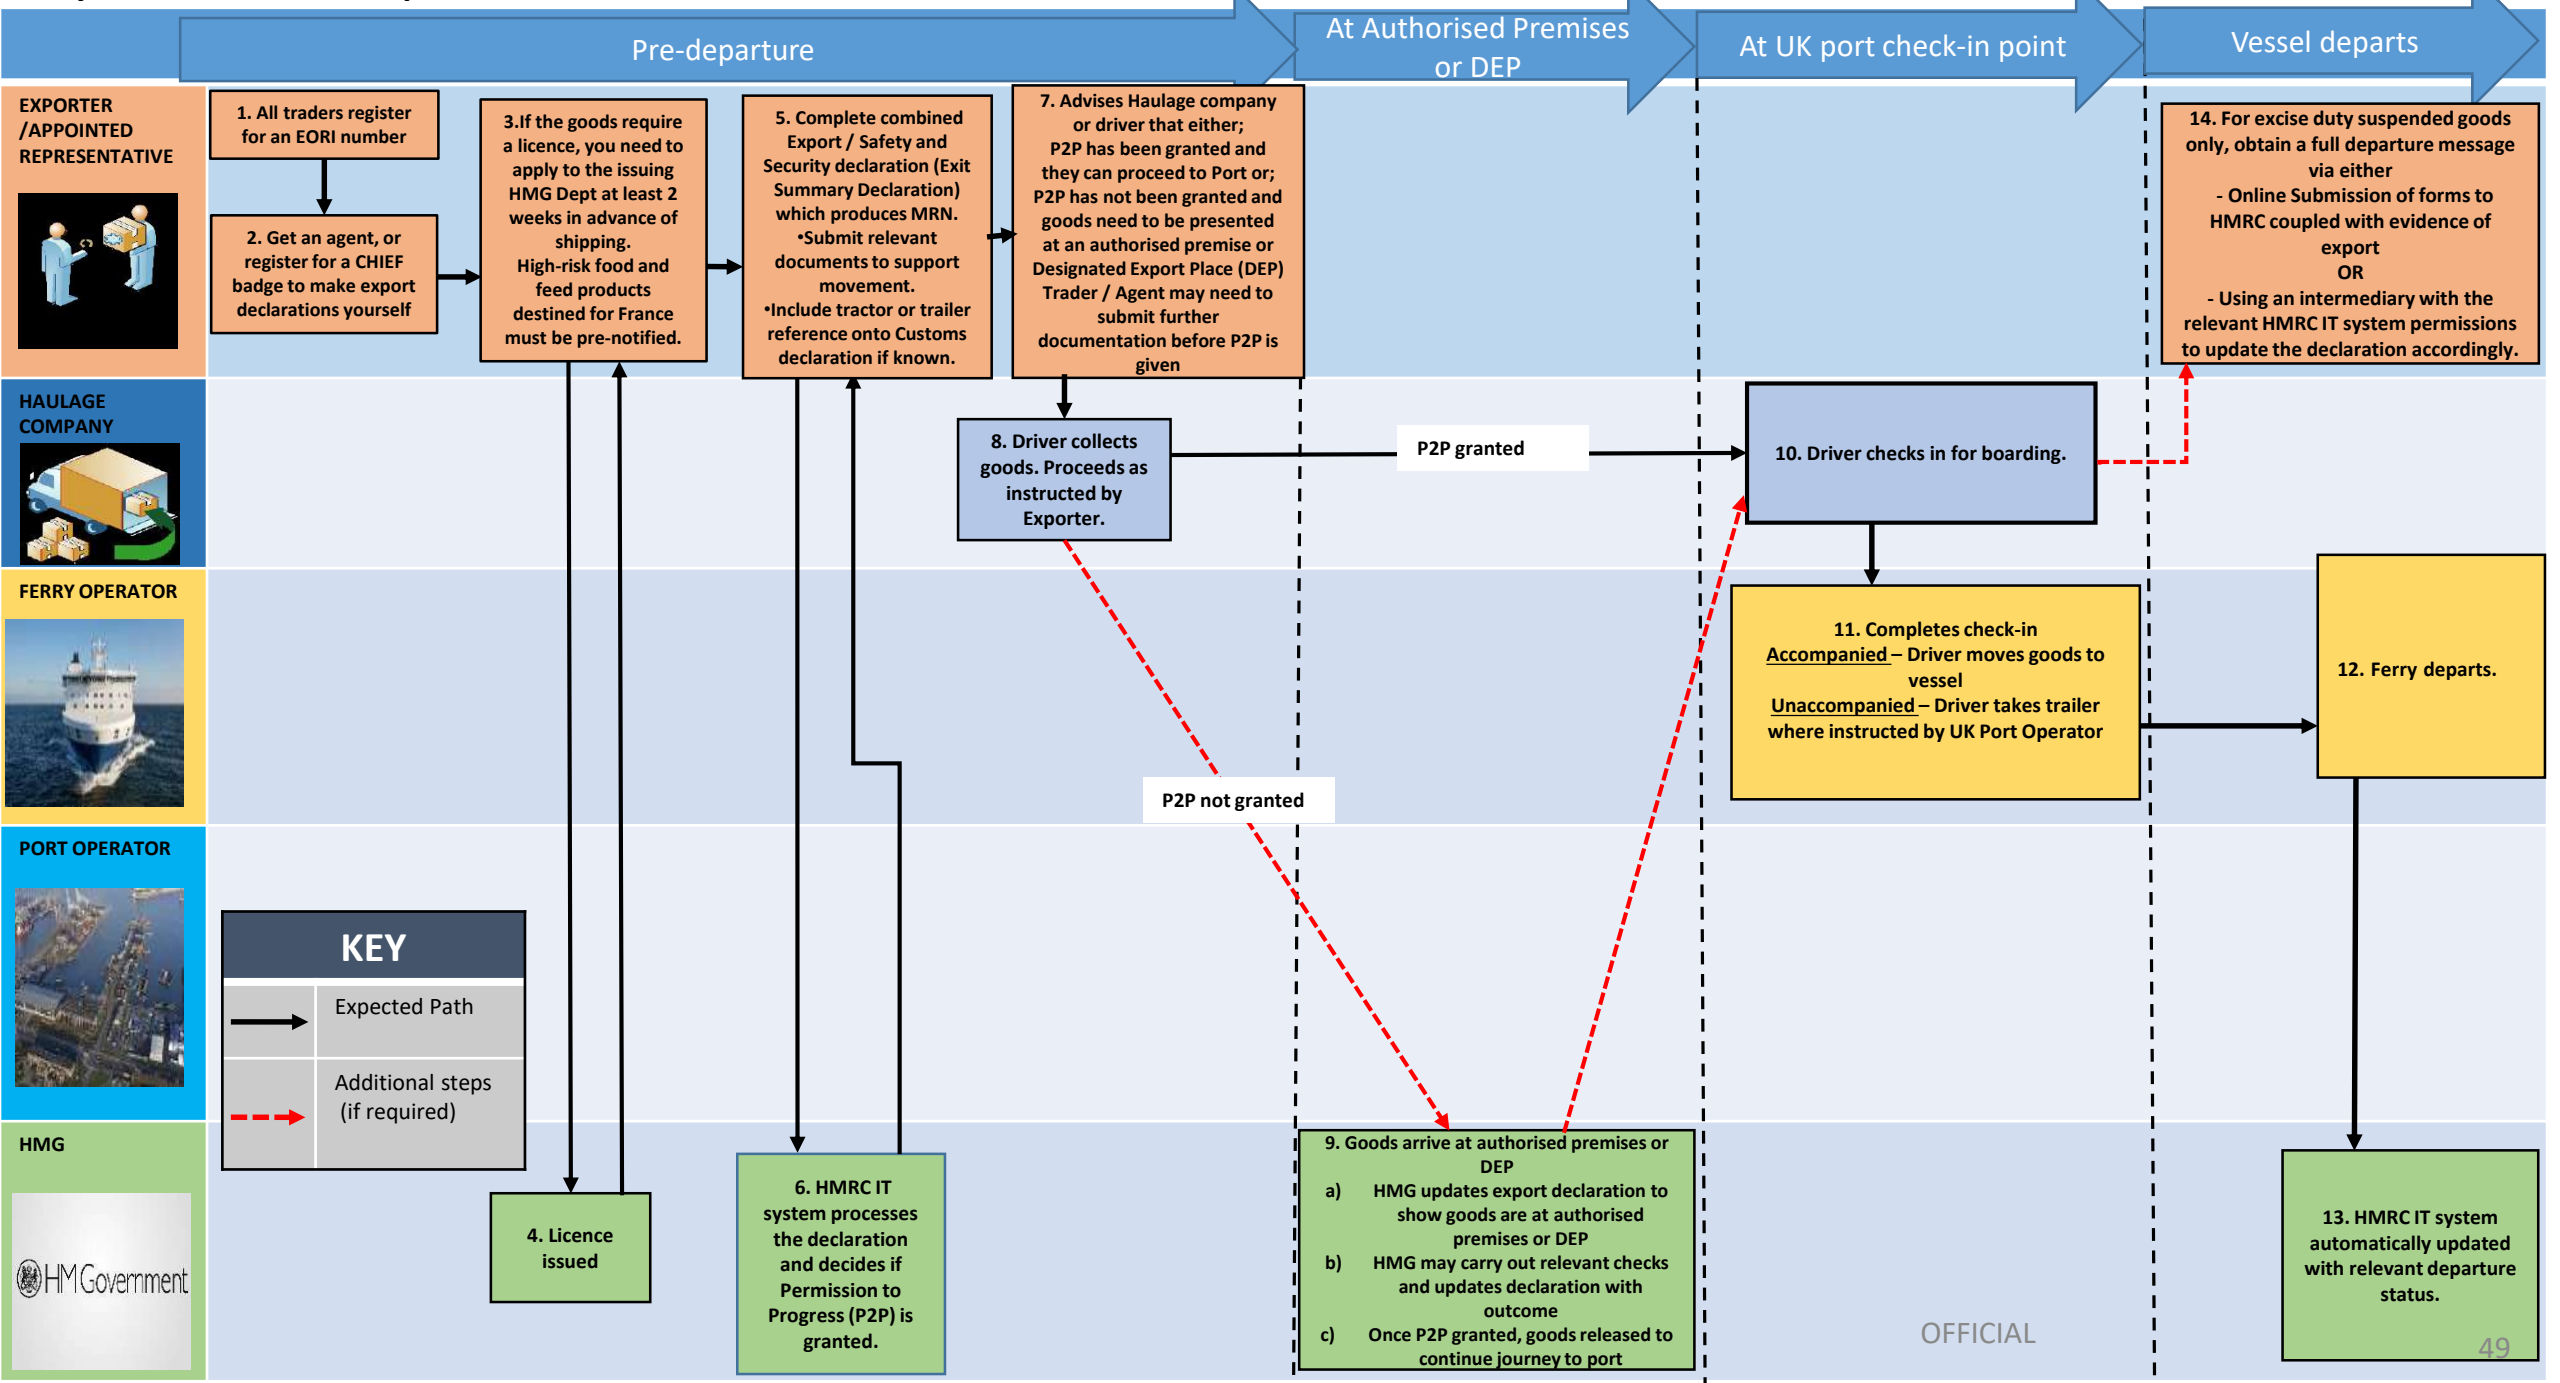 Pre-departure
At Authorised Premises
or DEP
At UK port check-in point
Vessel departs
EXPORTER
/APPOINTED
REPRESENTATIVE
1. All traders register
for an EORI number
2. Get an agent, or
register for a CHIEF
badge to make export
declarations yourself
3.If the goods require
a licence, you need to
apply to the issuing
HMG Dept at least 2
weeks in advance of
shipping.
High-risk food and
feed products
destined for France
must be pre-notified.
5. Complete combined
Export / Safety and
Security declaration (Exit
Summary Declaration)
which produces MRN.
•Submit relevant
documents to support
movement.
•Include tractor or trailer
reference onto Customs
declaration if known.
7. Advises Haulage company
or driver that either;
P2P has been granted and
they can proceed to Port or;
P2P has not been granted and
goods need to be presented
at an authorised premise or
Designated Export Place (DEP)
Trader / Agent may need to
submit further
documentation before P2P is
given
14. For excise duty suspended goods
only, obtain a full departure message
via either
- Online Submission of forms to
HMRC coupled with evidence of
export
OR
- Using an intermediary with the
relevant HMRC IT system permissions
to update the declaration accordingly.
HAULAGE
COMPANY
8. Driver collects
goods. Proceeds as
instructed by
Exporter.
P2P granted
10. Driver checks in for boarding.
FERRY OPERATOR
11. Completes check-in
Accompanied – Driver moves goods to
vessel
Unaccompanied – Driver takes trailer
where instructed by UK Port Operator
12. Ferry departs.
P2P not granted
PORT OPERATOR
KEY
Expected Path
Additional steps
(if required)
HMG
HM Government
4. Licence
issued
6. HMRC IT
system processes
the declaration
and decides if
Permission to
Progress (P2P) is
granted.
9. Goods arrive at authorised premises or
DEP
a) HMG updates export declaration to
show goods are at authorised
premises or DEP
b) HMG may carry out relevant checks
and updates declaration with
outcome
c) Once P2P granted, goods released to
continue journey to port
13. HMRC IT system
automatically updated
with relevant departure
status.
OFFICIAL
49